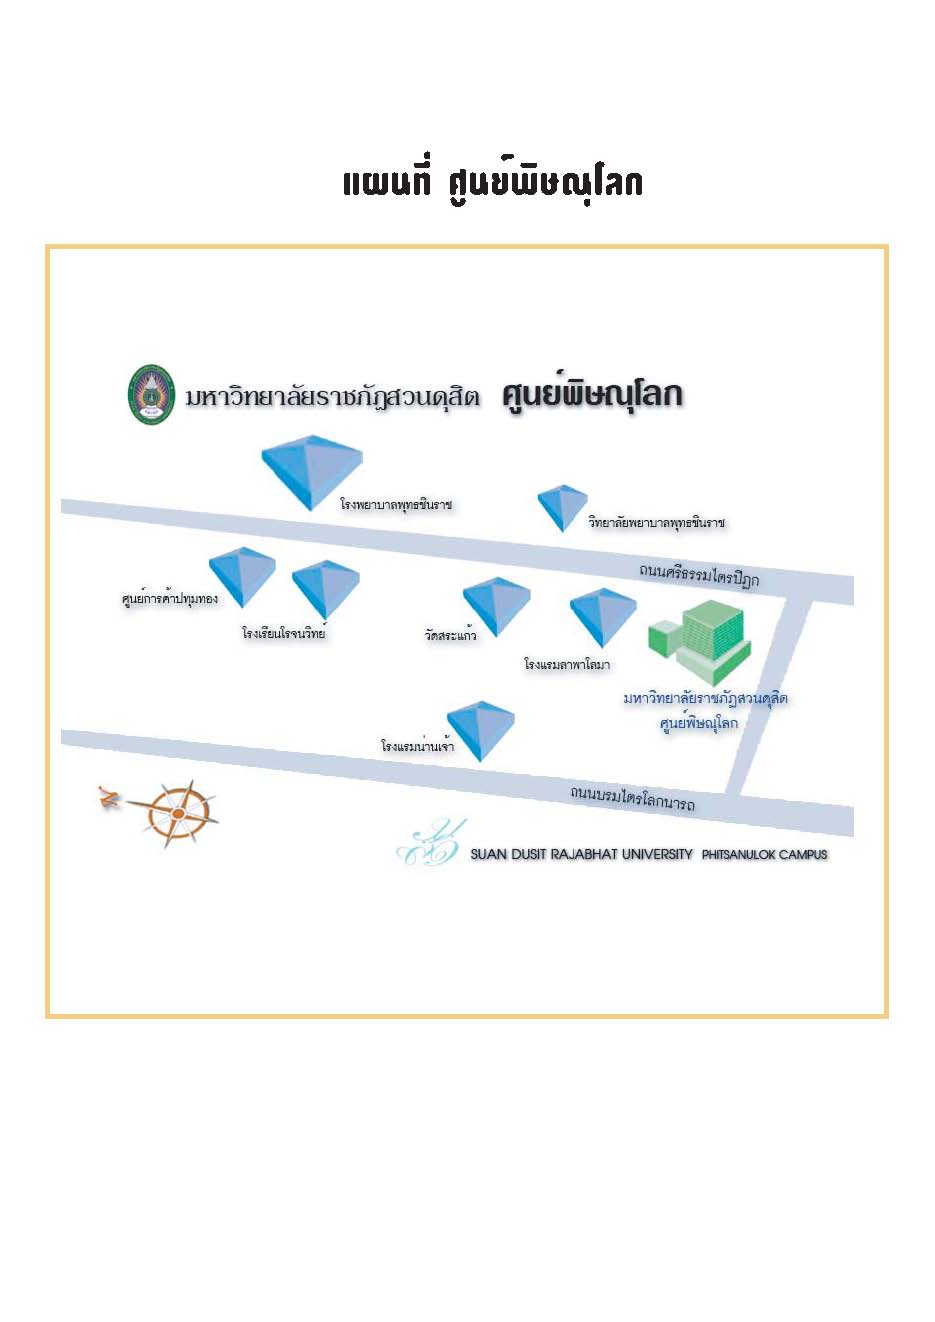 แผนที่ ศูนย์พิษณุโลก
มหาวิทยาลัยราชภัฏสวนดุสิต ศูนย์พิษณุโลก
โรงพยาบาลพุทธชินราช
วิทยาลัยพยาบาลพุทธชินราช
ถนนศรีธรรมไตรปิฎก
ศูนย์การค้าปทุมทอง
โรงเรียนโรจนวิทย์
วัดสระแก้ว
โรงแรมลาพาโลมา
มหาวิทยาลัยราชภัฏสวนดุสิต
ศูนย์พิษณุโลก
โรงแรมน่านเจ้า
ถนนบรมไตรโลกนารถ
N
SUAN DUSIT RAJABHAT UNIVERSITY PHITSANULOK CAMPUS